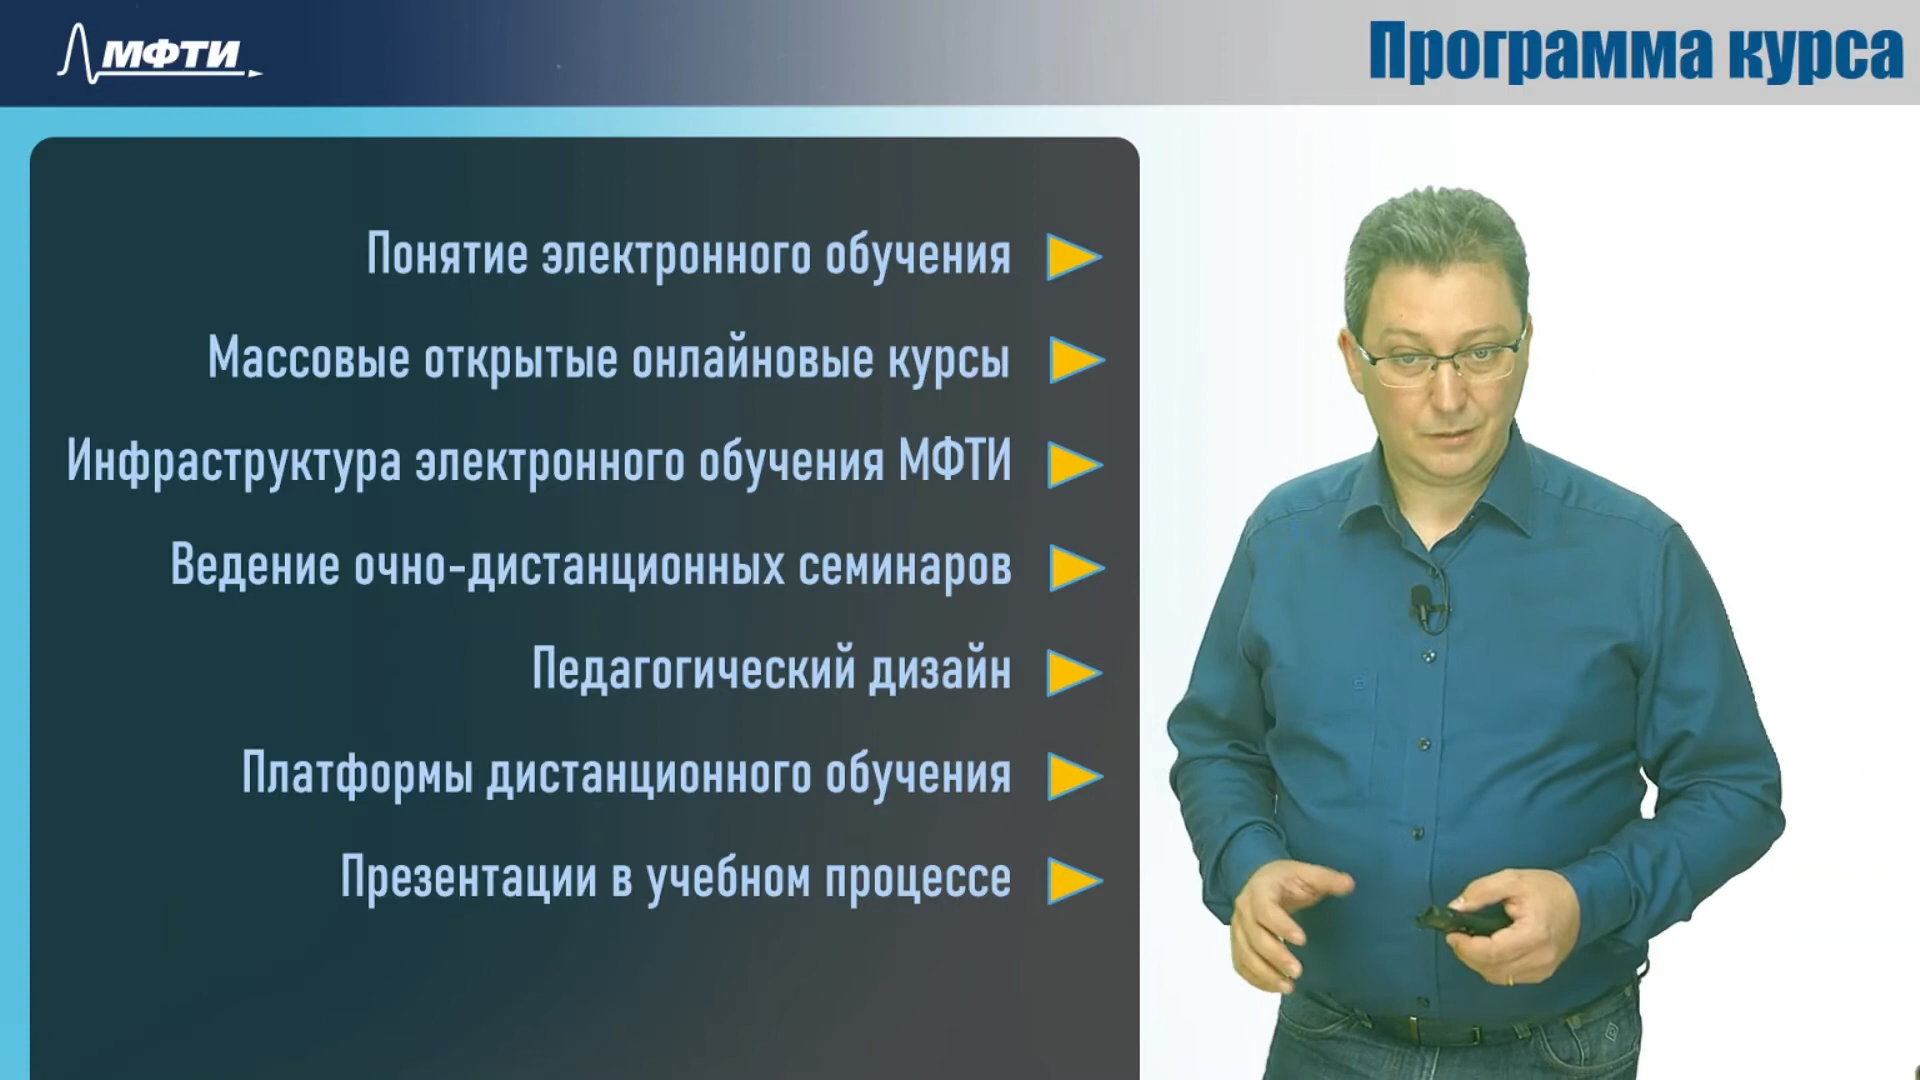 МФТИ
Программа курса
Понятие электронного обучения
Массовые открытые онлайновые курсы
Инфраструктура электронного обучения МФТИ
Ведение очно-дистанционных семинаров
Педагогический дизайн
Платформы дистанционного обучения
Презентации в учебном процессе